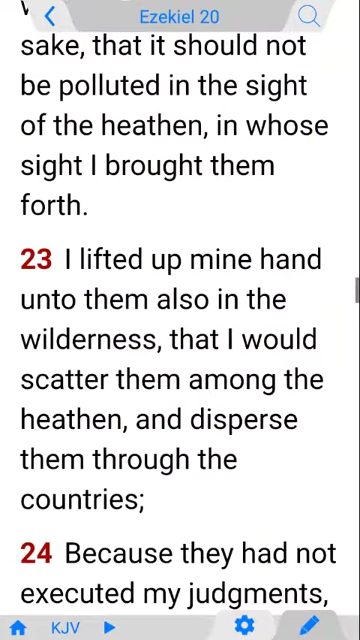 Ezekiel 20
sake, that it should not
be polluted in the sight
of the heathen, in whose
sight I brought them
forth.
23 I lifted up mine hand
unto them also in the
wilderness, that I would
scatter them among the
heathen, and disperse
them through the
countries;
24 Because they had not
executed my judgments,
KJV